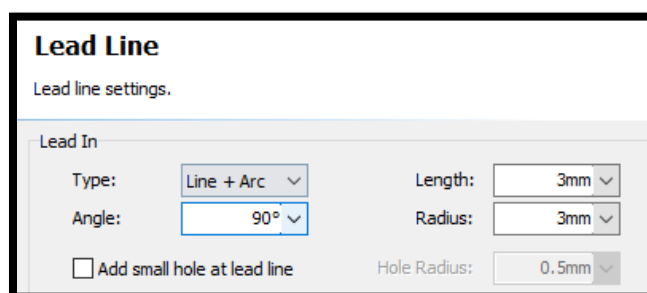 Lead Line
Lead line settings.
Lead In
Type: Line + Arc Length: 3mm
Angle: 90° Radius: 3mm
Add small hole at lead line Hole Radius: 0.5mm